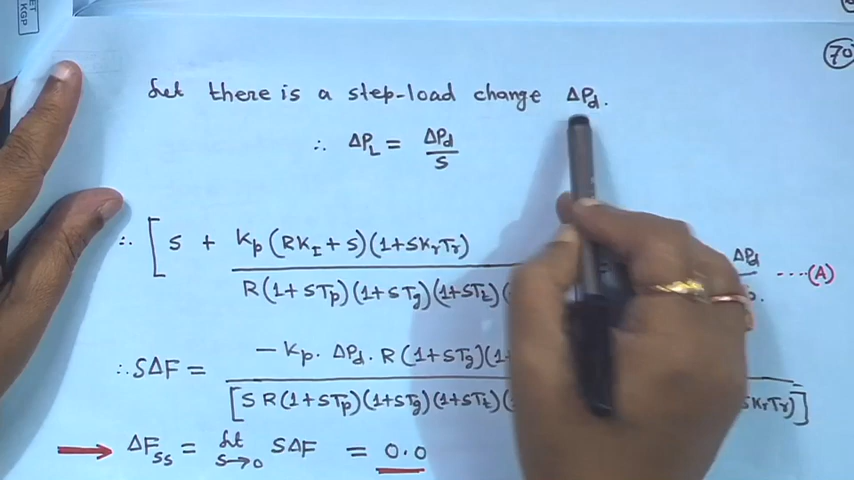 ET
KGP
70
Let there is a step-load change ΔPd.
∴ ΔPL = ΔPd / S
∴ [ S + Kp(RKI+S)(1+SKrTr) / R(1+STp)(1+STg)(1+STt)( ΔPd ....(A)
∴ SΔF = −Kp. ΔPd. R(1+STg)(1+ / [SR(1+STp)(1+STg)(1+STt)( SKrTr)]
ΔFss = Lt S→0 SΔF = 0.0